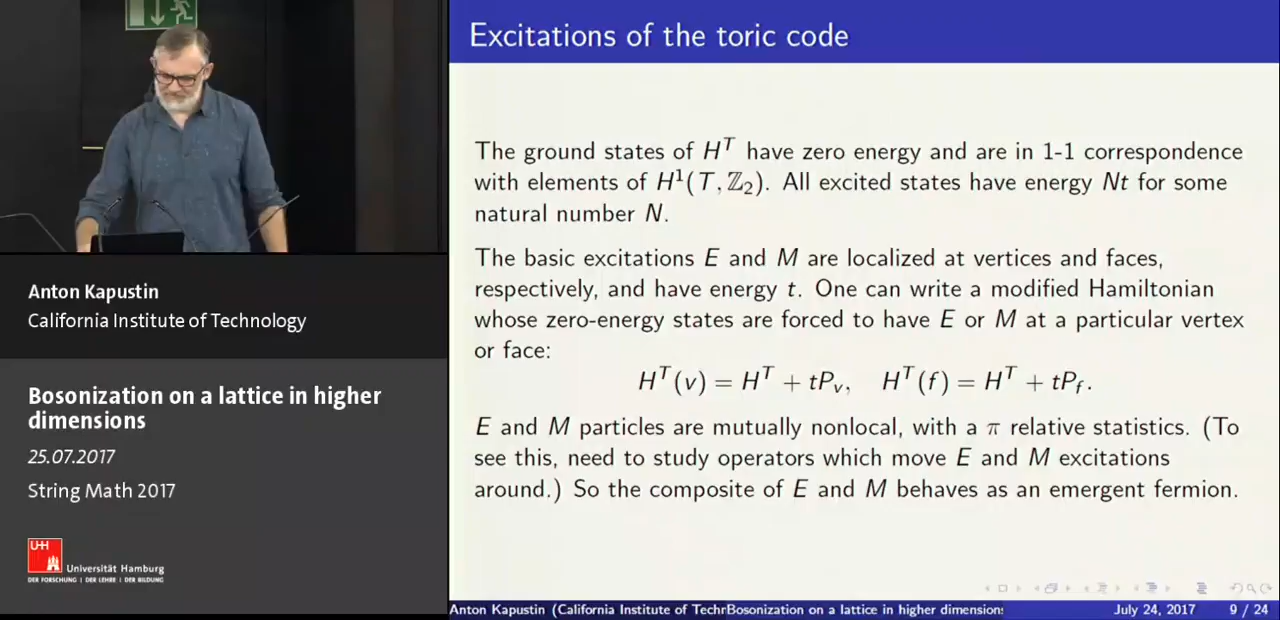 Anton Kapustin
California Institute of Technology
Bosonization on a lattice in higher
dimensions
25.07.2017
String Math 2017
UHH
Universität Hamburg
DER FORSCHUNG | DER LEHRE | DER BILDUNG
Excitations of the toric code
The ground states of H^T have zero energy and are in 1-1 correspondence
with elements of H^1(T, ℤ_2). All excited states have energy Nt for some
natural number N.
The basic excitations E and M are localized at vertices and faces,
respectively, and have energy t. One can write a modified Hamiltonian
whose zero-energy states are forced to have E or M at a particular vertex
or face:
H^T(v) = H^T + tP_v, H^T(f) = H^T + tP_f.
E and M particles are mutually nonlocal, with a π relative statistics. (To
see this, need to study operators which move E and M excitations
around.) So the composite of E and M behaves as an emergent fermion.
Anton Kapustin (California Institute of Techn Bosonization on a lattice in higher dimensions July 24, 2017 9 / 24